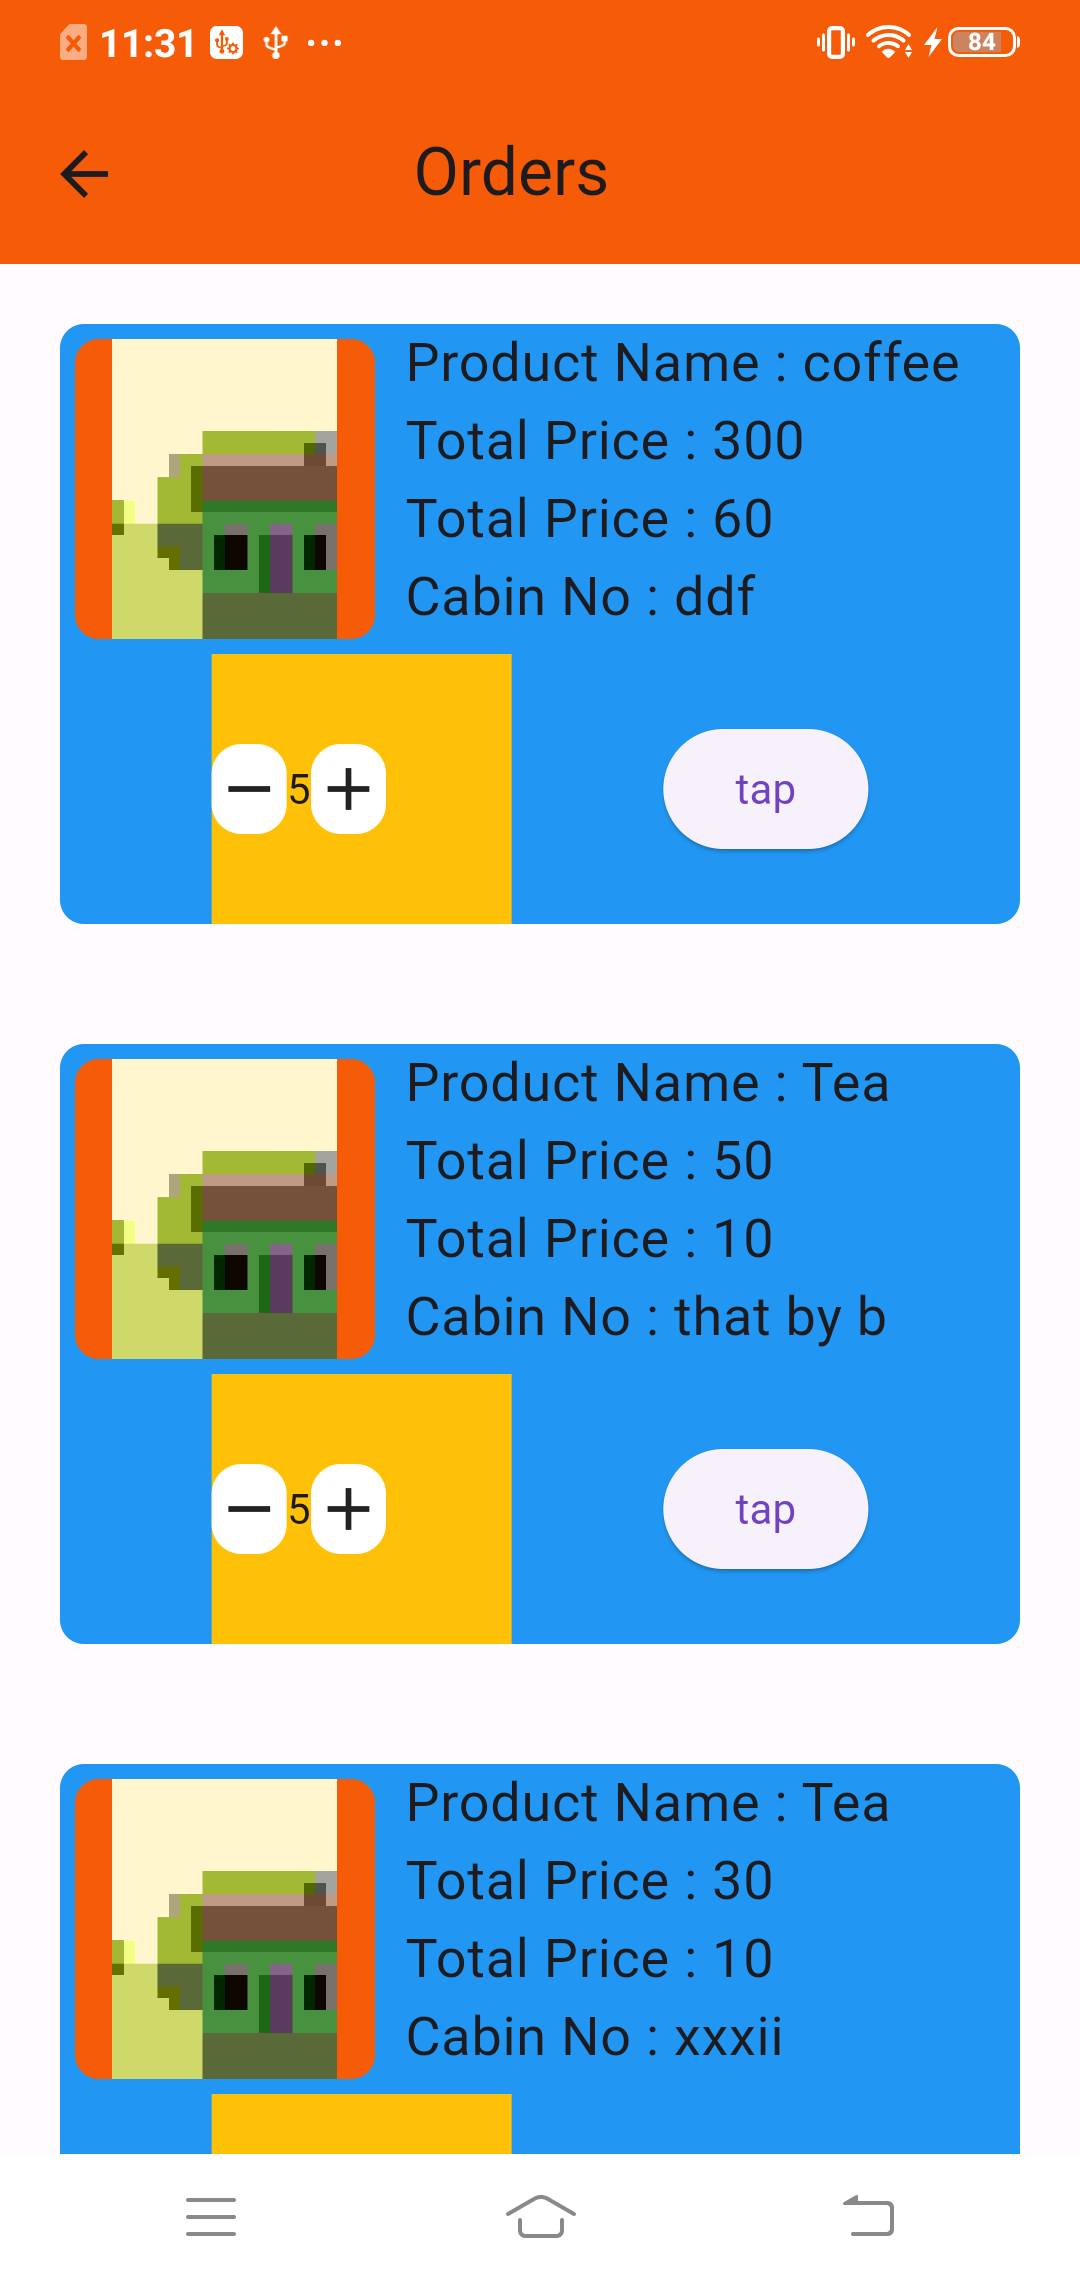 11:31
84
Orders
Product Name : coffee
Total Price : 300
Total Price : 60
Cabin No : ddf
5
tap
Product Name : Tea
Total Price : 50
Total Price : 10
Cabin No : that by b
5
tap
Product Name : Tea
Total Price : 30
Total Price : 10
Cabin No : xxxii